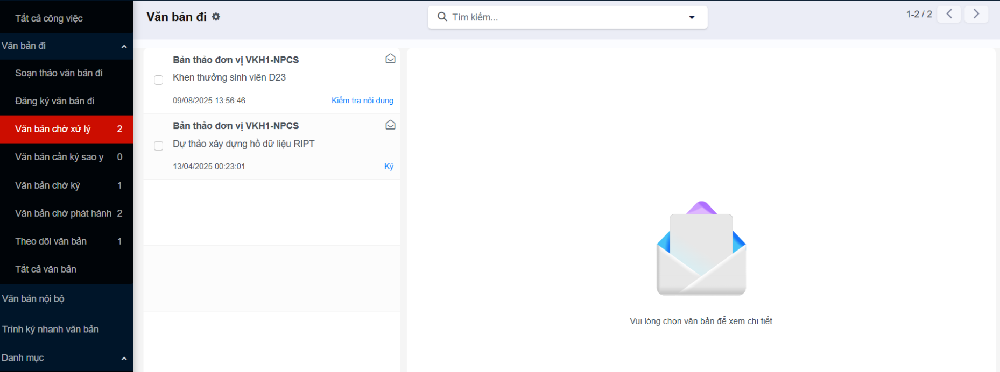 Tất cả công việc
Văn bản đi
Soạn thảo văn bản đi
Đăng ký văn bản đi
Văn bản chờ xử lý 2
Văn bản cần ký sao y 0
Văn bản chờ ký 1
Văn bản chờ phát hành 2
Theo dõi văn bản 1
Tất cả văn bản
Văn bản nội bộ
Trình ký nhanh văn bản
Danh mục
Văn bản đi
Tìm kiếm...
1-2 / 2
Bản thảo đơn vị VKH1-NPCS
Khen thưởng sinh viên D23
09/08/2025 13:56:46 Kiểm tra nội dung
Bản thảo đơn vị VKH1-NPCS
Dự thảo xây dựng hồ dữ liệu RIPT
13/04/2025 00:23:01 Ký
Vui lòng chọn văn bản để xem chi tiết